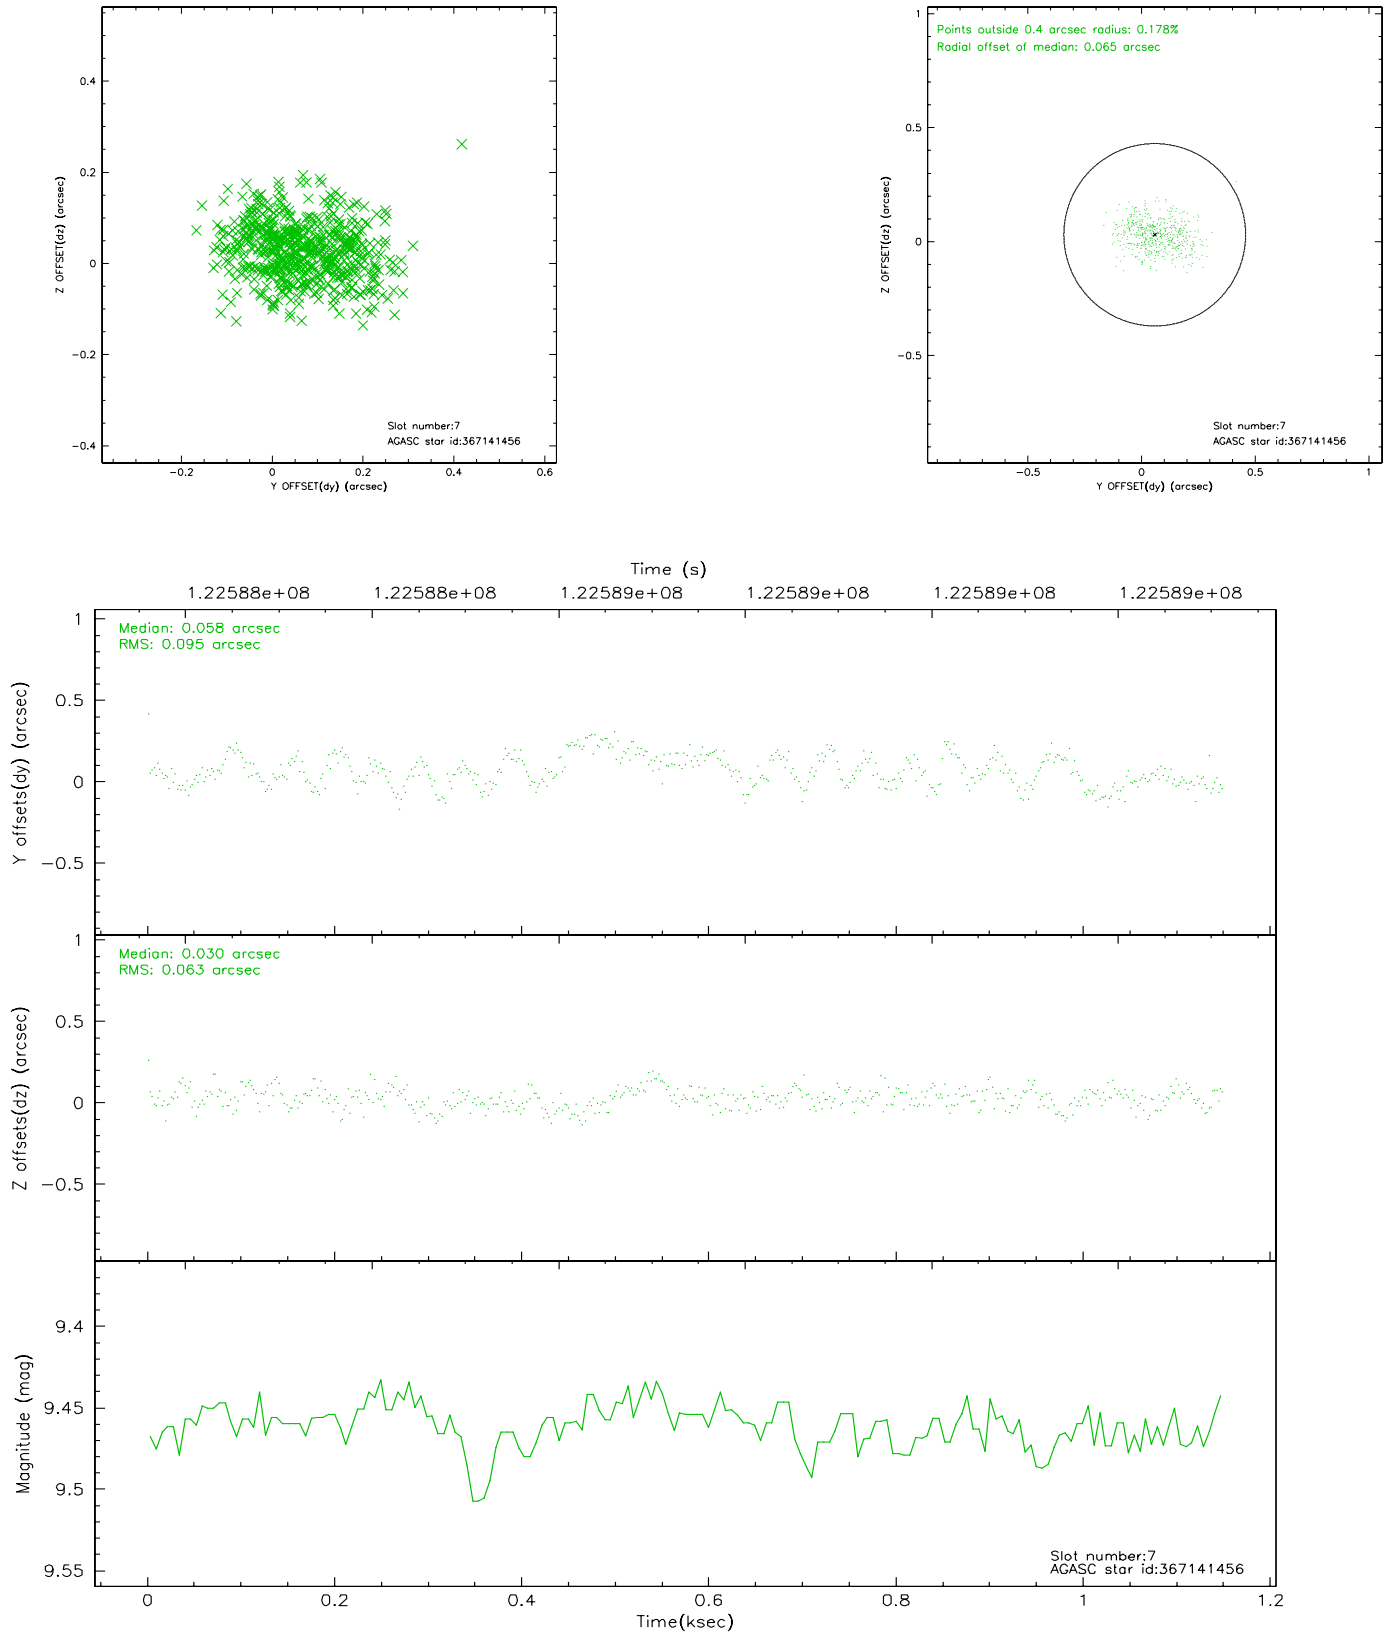 0.4
0.2
0
-0.2
-0.4
-0.2
0
0.2
0.4
0.6
Z OFFSET(dz) (arcsec)
Y OFFSET(dy) (arcsec)
Slot number:7
AGASC star id:367141456
Points outside 0.4 arcsec radius: 0.178%
Radial offset of median: 0.065 arcsec
1
0.5
0
-0.5
-0.5
0
0.5
1
Z OFFSET(dz) (arcsec)
Y OFFSET(dy) (arcsec)
Slot number:7
AGASC star id:367141456
Time (s)
1.22588e+08 1.22588e+08 1.22589e+08 1.22589e+08 1.22589e+08 1.22589e+08
Median: 0.058 arcsec
RMS: 0.095 arcsec
1
0.5
0
-0.5
Y offsets(dy) (arcsec)
Median: 0.030 arcsec
RMS: 0.063 arcsec
1
0.5
0
-0.5
Z offsets(dz) (arcsec)
9.4
9.45
9.5
9.55
Magnitude (mag)
Slot number:7
AGASC star id:367141456
0 0.2 0.4 0.6 0.8 1 1.2
Time(ksec)